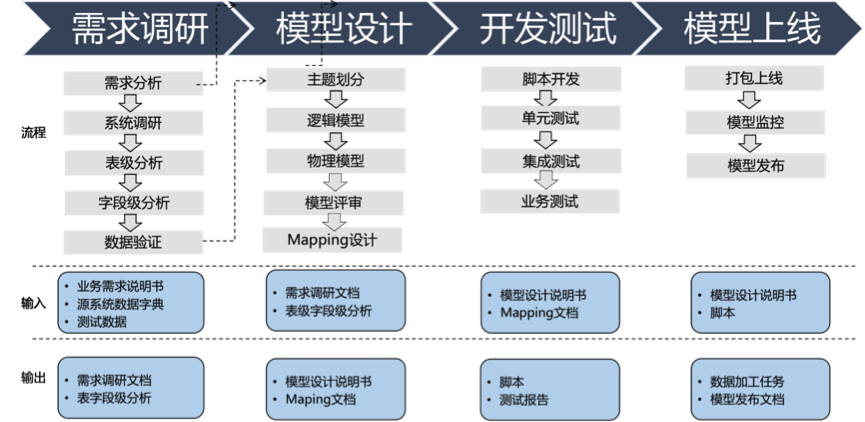 需求调研
模型设计
开发测试
模型上线
流程
需求分析
系统调研
表级分析
字段级分析
数据验证
主题划分
逻辑模型
物理模型
模型评审
Mapping设计
脚本开发
单元测试
集成测试
业务测试
打包上线
模型监控
模型发布
输入
• 业务需求说明书
• 源系统数据字典
• 测试数据
• 需求调研文档
• 表级字段级分析
• 模型设计说明书
• Mapping文档
• 模型设计说明书
• 脚本
输出
• 需求调研文档
• 表字段级分析
• 模型设计说明书
• Maping文档
• 脚本
• 测试报告
• 数据加工任务
• 模型发布文档